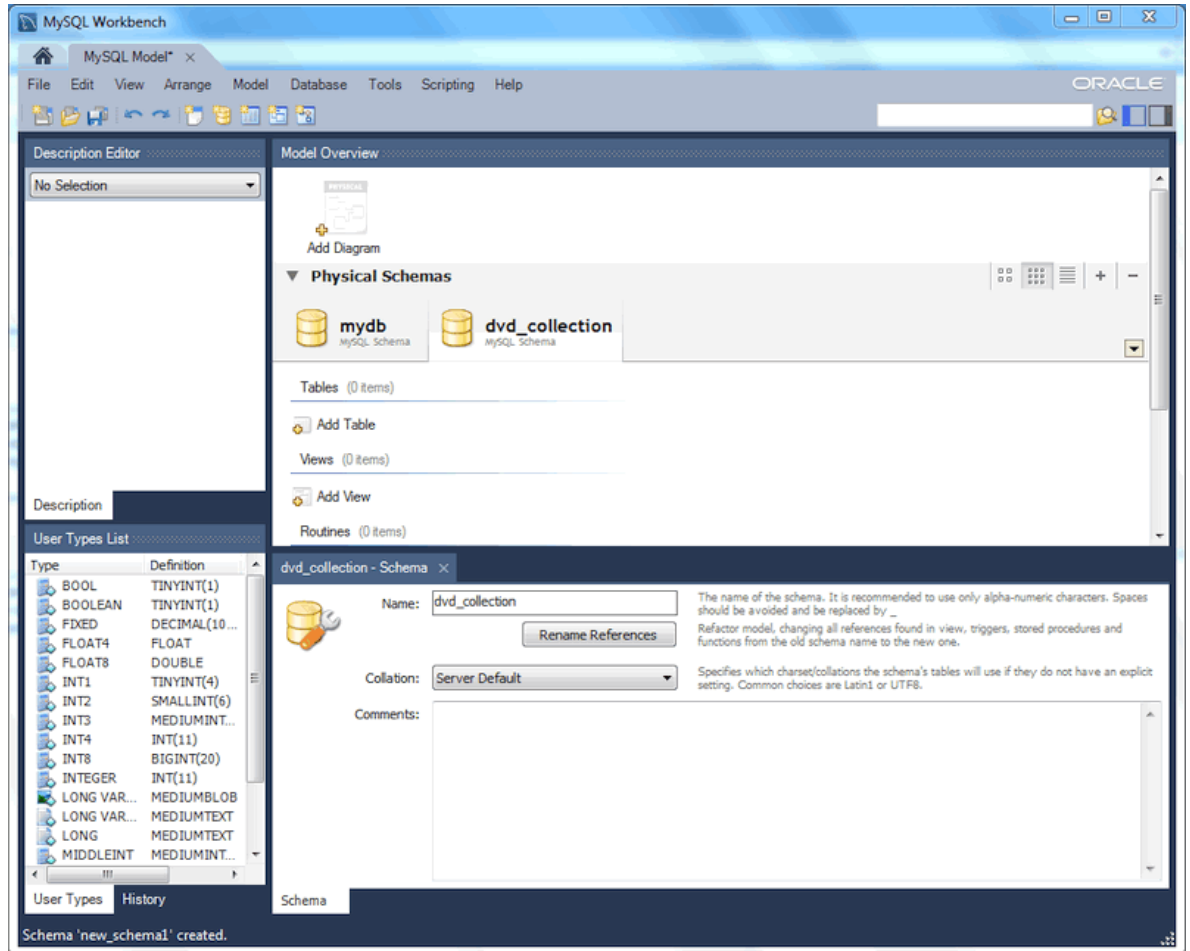 MySQL Workbench
MySQL Model* ×
File Edit View Arrange Model Database Tools Scripting Help
ORACLE
Description Editor
No Selection
Description
Model Overview
PHYSICAL
Add Diagram
Physical Schemas
mydb
MySQL Schema
dvd_collection
MySQL Schema
Tables (0 items)
Add Table
Views (0 items)
Add View
Routines (0 items)
User Types List
Type Definition
BOOL TINYINT(1)
BOOLEAN TINYINT(1)
FIXED DECIMAL(10...
FLOAT4 FLOAT
FLOAT8 DOUBLE
INT1 TINYINT(4)
INT2 SMALLINT(6)
INT3 MEDIUMINT...
INT4 INT(11)
INT8 BIGINT(20)
INTEGER INT(11)
LONG VAR... MEDIUMBLOB
LONG VAR... MEDIUMTEXT
LONG MEDIUMTEXT
MIDDLEINT MEDIUMINT...
User Types History
dvd_collection - Schema ×
Name: dvd_collection
The name of the schema. It is recommended to use only alpha-numeric characters. Spaces
should be avoided and be replaced by _
Rename References
Refactor model, changing all references found in view, triggers, stored procedures and
functions from the old schema name to the new one.
Collation: Server Default
Specifies which charset/collations the schema's tables will use if they do not have an explicit
setting. Common choices are Latin1 or UTF8.
Comments:
Schema
Schema 'new_schema1' created.